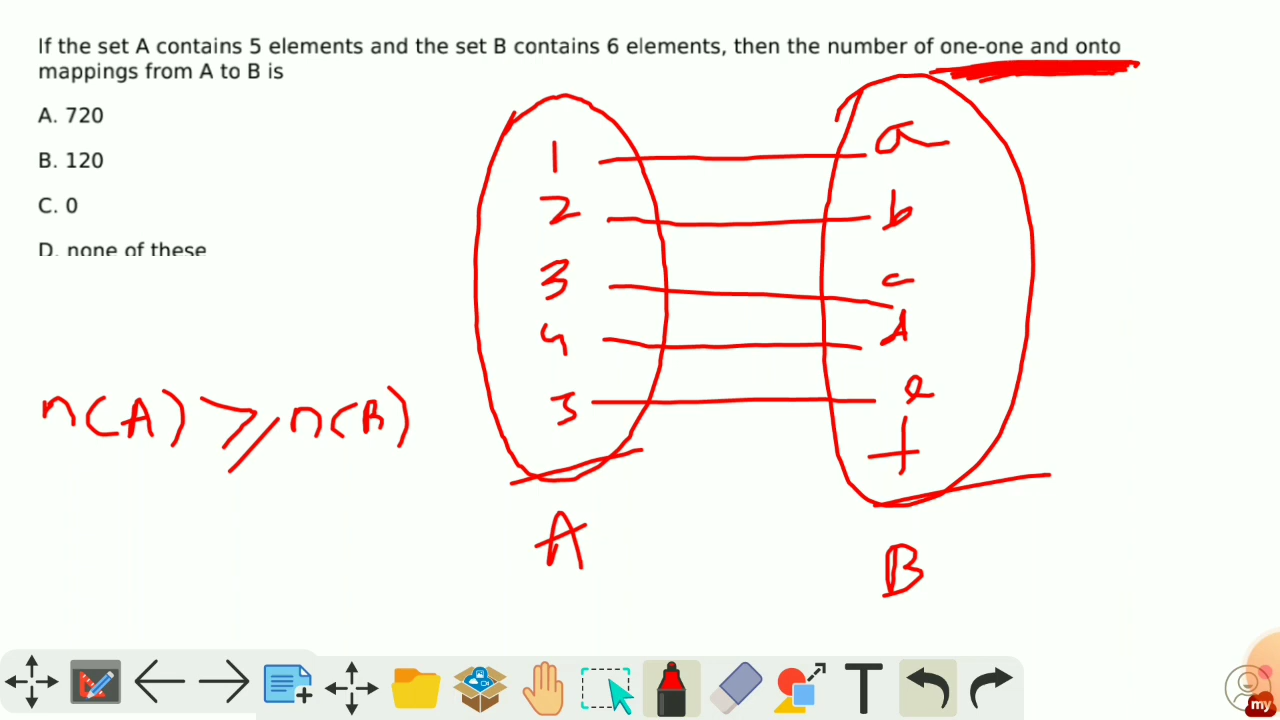 If the set A contains 5 elements and the set B contains 6 elements, then the number of one-one and onto
mappings from A to B is
A. 720
B. 120
C. 0
D. none of these
1
2
3
4
3
a
b
c
d
e
f
n(A) ⩾ n(B)
A
B
T
my